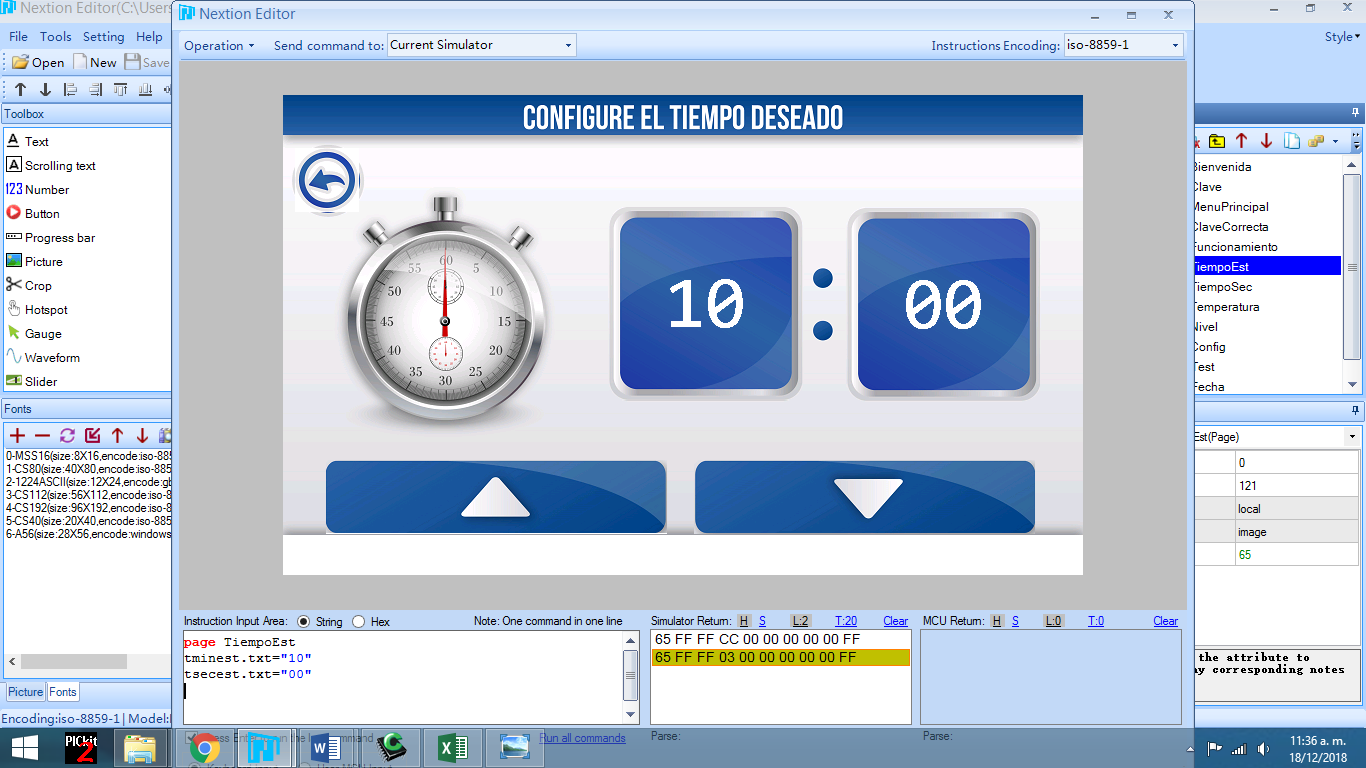 Nextion Editor(C:\Users
Nextion Editor
File Tools Setting Help
Style
Operation Send command to: Current Simulator
Instructions Encoding: iso-8859-1
Open New Save
Toolbox
Text
Scrolling text
Number
Button
Progress bar
Picture
Crop
Hotspot
Gauge
Waveform
Slider
Fonts
0-MSS16(size:8X16,encode:iso-885
1-CS80(size:40X80,encode:iso-885
2-1224ASCII(size:12X24,encode:gb
3-CS112(size:56X112,encode:iso-8
4-CS192(size:96X192,encode:iso-8
5-CS40(size:20X40,encode:iso-885
6-A56(size:28X56,encode:windows
Picture Fonts
Encoding:iso-8859-1| Model:
CONFIGURE EL TIEMPO DESEADO
60
55 5
50 10
45 15
40 20
35 25
30
10 : 00
Bienvenida
Clave
MenuPrincipal
ClaveCorrecta
Funcionamiento
TiempoEst
TiempoSec
Temperatura
Nivel
Config
Test
Fecha
Est(Page)
0
121
local
image
65
the attribute to
ay corresponding notes
Instruction Input Area: String Hex Note: One command in one line
page TiempoEst
tminest.txt="10"
tsecest.txt="00"
Simulator Return: H S L:2 T:20 Clear
65 FF FF CC 00 00 00 00 00 FF
65 FF FF 03 00 00 00 00 00 FF
MCU Return: H S L:0 T:0 Clear
Run all commands
Parse:
Parse:
PICkit
2
11:36 a. m.
18/12/2018